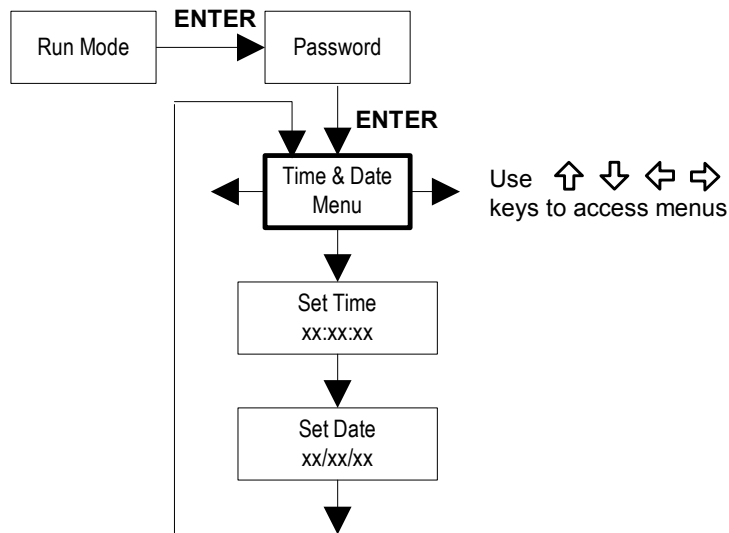 ENTER
Run Mode
Password
ENTER
Time & Date
Menu
Use
keys to access menus
Set Time
xx:xx:xx
Set Date
xx/xx/xx